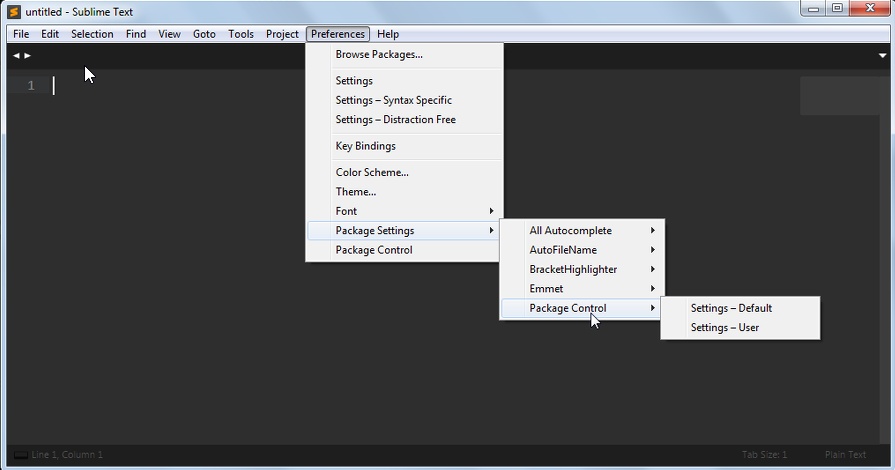 untitled - Sublime Text
File Edit Selection Find View Goto Tools Project Preferences Help
1
Browse Packages...
Settings
Settings – Syntax Specific
Settings – Distraction Free
Key Bindings
Color Scheme...
Theme...
Font
Package Settings
Package Control
All Autocomplete
AutoFileName
BracketHighlighter
Emmet
Package Control
Settings – Default
Settings – User
Line 1, Column 1 Tab Size: 1 Plain Text